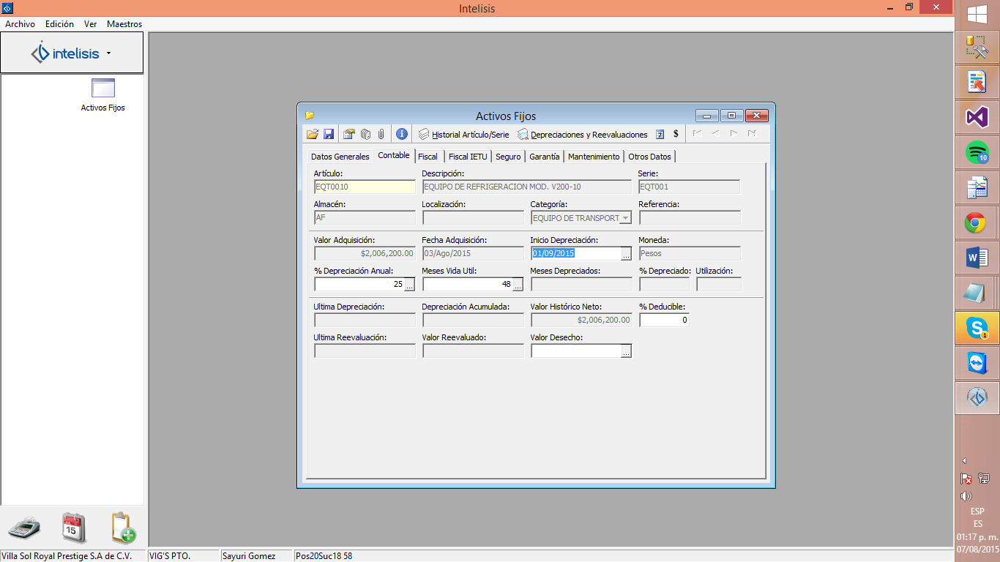 Intelisis
Archivo Edición Ver Maestros
intelisis
Activos Fijos
Activos Fijos
Historial Artículo/Serie Depreciaciones y Reevaluaciones 7 $
Datos Generales Contable Fiscal Fiscal IETU Seguro Garantía Mantenimiento Otros Datos
Artículo: Descripción: Serie:
EQT0010 EQUIPO DE REFRIGERACION MOD. V200-10 EQT001
Almacén: Localización: Categoría: Referencia:
AF EQUIPO DE TRANSPORT
Valor Adquisición: Fecha Adquisición: Inicio Depreciación: Moneda:
$2,006,200.00 03/Ago/2015 01/09/2015 ... Pesos
% Depreciación Anual: Meses Vida Util: Meses Depreciados: % Depreciado: Utilización:
25 ... 48 ...
Ultima Depreciación: Depreciación Acumulada: Valor Histórico Neto: % Deducible:
$2,006,200.00 0
Ultima Reevaluación: Valor Reevaluado: Valor Desecho:
...
15
Villa Sol Royal Prestige S.A de C.V. VIG'S PTO. Sayuri Gomez Pos20Suc18 58
10
W
S 1
ESP
ES
01:17 p. m.
07/08/2015